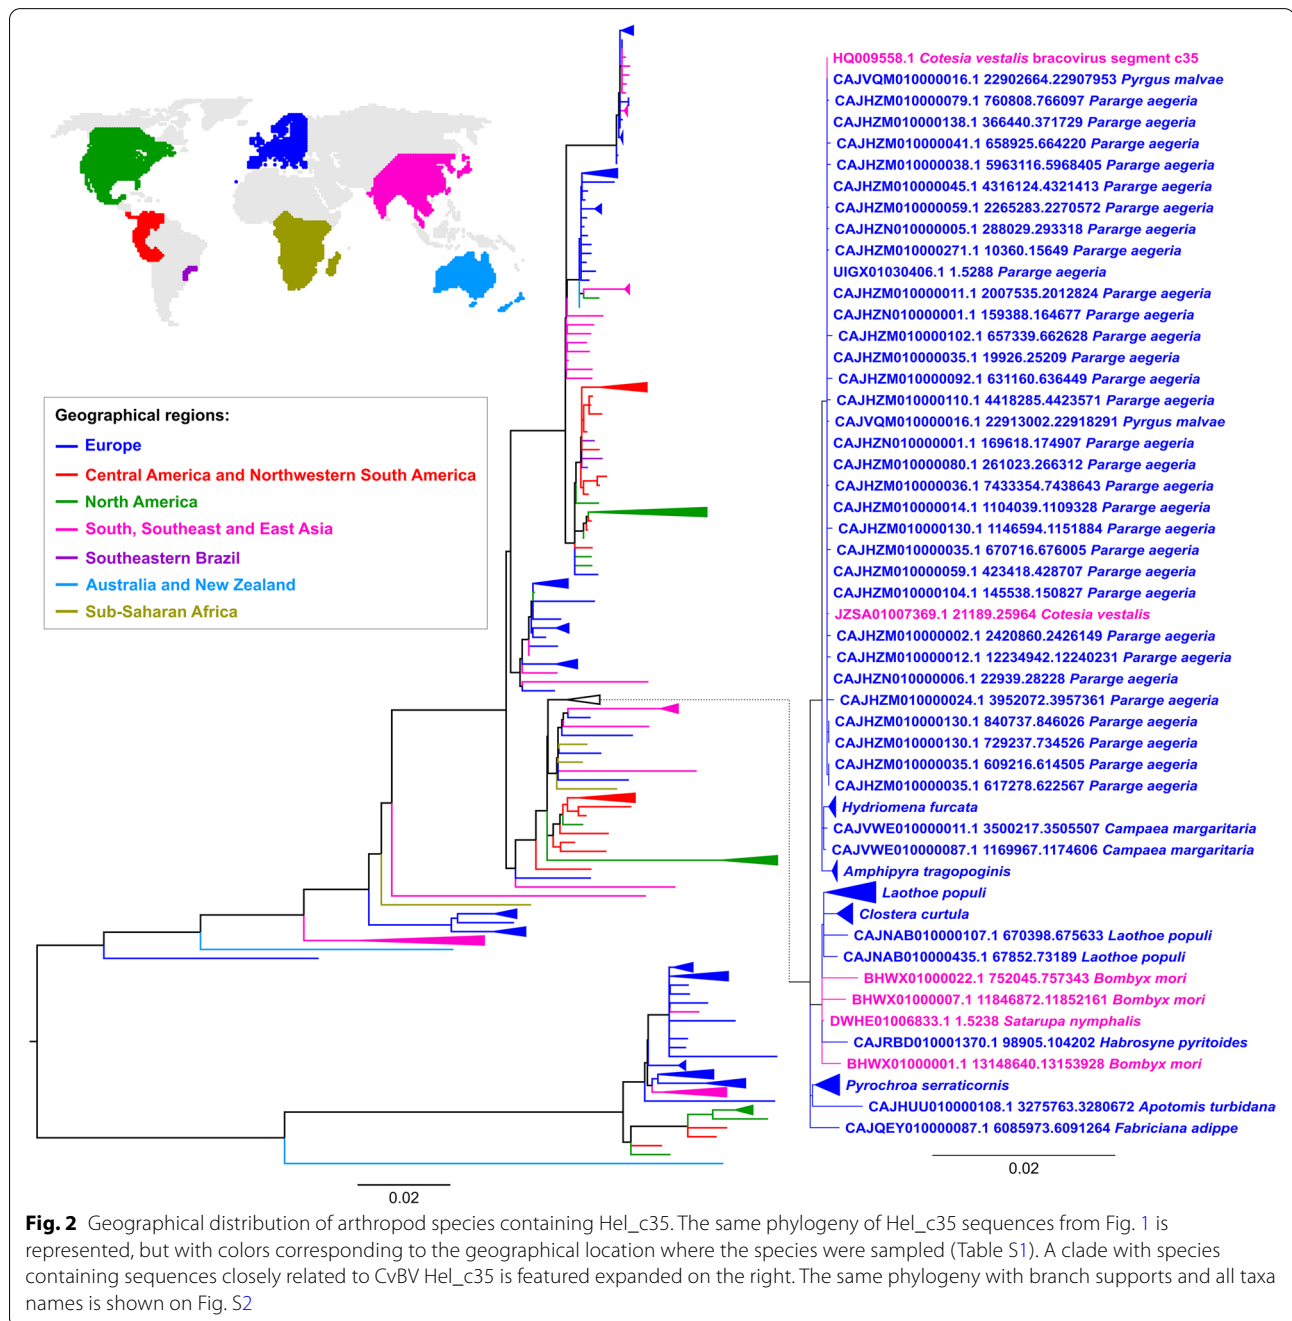 Geographical regions:
Europe
Central America and Northwestern South America
North America
South, Southeast and East Asia
Southeastern Brazil
Australia and New Zealand
Sub-Saharan Africa
0.02
HQ009558.1 Cotesia vestalis bracovirus segment c35
CAJVQM010000016.1 22902664.22907953 Pyrgus malvae
CAJHZM010000079.1 760808.766097 Pararge aegeria
CAJHZM010000138.1 366440.371729 Pararge aegeria
CAJHZM010000041.1 658925.664220 Pararge aegeria
CAJHZM010000038.1 5963116.5968405 Pararge aegeria
CAJHZM010000045.1 4316124.4321413 Pararge aegeria
CAJHZM010000059.1 2265283.2270572 Pararge aegeria
CAJHZN010000005.1 288029.293318 Pararge aegeria
CAJHZM010000271.1 10360.15649 Pararge aegeria
UIGX01030406.1 1.5288 Pararge aegeria
CAJHZM010000011.1 2007535.2012824 Pararge aegeria
CAJHZN010000001.1 159388.164677 Pararge aegeria
CAJHZM010000102.1 657339.662628 Pararge aegeria
CAJHZM010000035.1 19926.25209 Pararge aegeria
CAJHZM010000092.1 631160.636449 Pararge aegeria
CAJHZM010000110.1 4418285.4423571 Pararge aegeria
CAJVQM010000016.1 22913002.22918291 Pyrgus malvae
CAJHZN010000001.1 169618.174907 Pararge aegeria
CAJHZM010000080.1 261023.266312 Pararge aegeria
CAJHZM010000036.1 7433354.7438643 Pararge aegeria
CAJHZM010000014.1 1104039.1109328 Pararge aegeria
CAJHZM010000130.1 1146594.1151884 Pararge aegeria
CAJHZM010000035.1 670716.676005 Pararge aegeria
CAJHZM010000059.1 423418.428707 Pararge aegeria
CAJHZM010000104.1 145538.150827 Pararge aegeria
JZSA01007369.1 21189.25964 Cotesia vestalis
CAJHZM010000002.1 2420860.2426149 Pararge aegeria
CAJHZM010000012.1 12234942.12240231 Pararge aegeria
CAJHZN010000006.1 22939.28228 Pararge aegeria
CAJHZM010000024.1 3952072.3957361 Pararge aegeria
CAJHZM010000130.1 840737.846026 Pararge aegeria
CAJHZM010000130.1 729237.734526 Pararge aegeria
CAJHZM010000035.1 609216.614505 Pararge aegeria
CAJHZM010000035.1 617278.622567 Pararge aegeria
Hydriomena furcata
CAJVWE010000011.1 3500217.3505507 Campaea margaritaria
CAJVWE010000087.1 1169967.1174606 Campaea margaritaria
Amphipyra tragopoginis
Laothoe populi
Clostera curtula
CAJNAB010000107.1 670398.675633 Laothoe populi
CAJNAB010000435.1 67852.73189 Laothoe populi
BHWX01000022.1 752045.757343 Bombyx mori
BHWX01000007.1 11846872.11852161 Bombyx mori
DWHE01006833.1 1.5238 Satarupa nymphalis
CAJRBD010001370.1 98905.104202 Habrosyne pyritoides
BHWX01000001.1 13148640.13153928 Bombyx mori
Pyrochroa serraticornis
CAJHUU010000108.1 3275763.3280672 Apotomis turbidana
CAJQEY010000087.1 6085973.6091264 Fabriciana adippe
0.02
Fig. 2 Geographical distribution of arthropod species containing Hel_c35. The same phylogeny of Hel_c35 sequences from Fig. 1 is
represented, but with colors corresponding to the geographical location where the species were sampled (Table S1). A clade with species
containing sequences closely related to CvBV Hel_c35 is featured expanded on the right. The same phylogeny with branch supports and all taxa
names is shown on Fig. S2